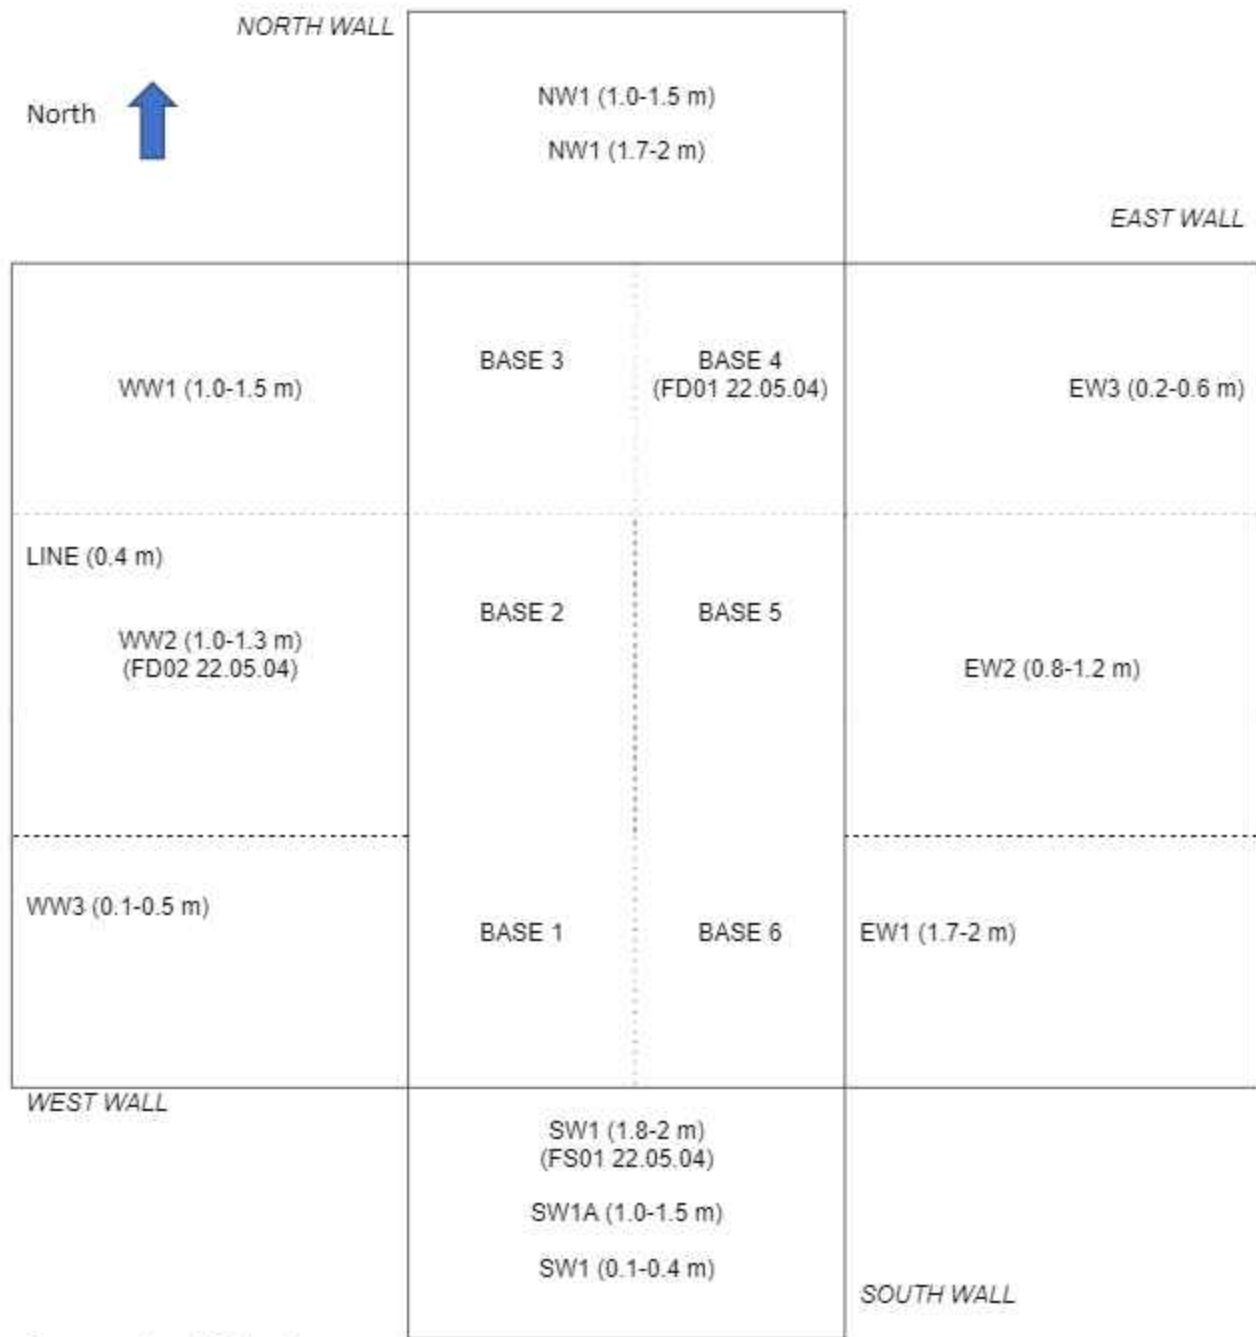 NORTH WALL
North
NW1 (1.0-1.5 m)
NW1 (1.7-2 m)
EAST WALL
WW1 (1.0-1.5 m)
BASE 3
BASE 4
(FD01 22.05.04)
EW3 (0.2-0.6 m)
LINE (0.4 m)
WW2 (1.0-1.3 m)
(FD02 22.05.04)
BASE 2
BASE 5
EW2 (0.8-1.2 m)
WW3 (0.1-0.5 m)
BASE 1
BASE 6
EW1 (1.7-2 m)
WEST WALL
SW1 (1.8-2 m)
(FS01 22.05.04)
SW1A (1.0-1.5 m)
SW1 (0.1-0.4 m)
SOUTH WALL